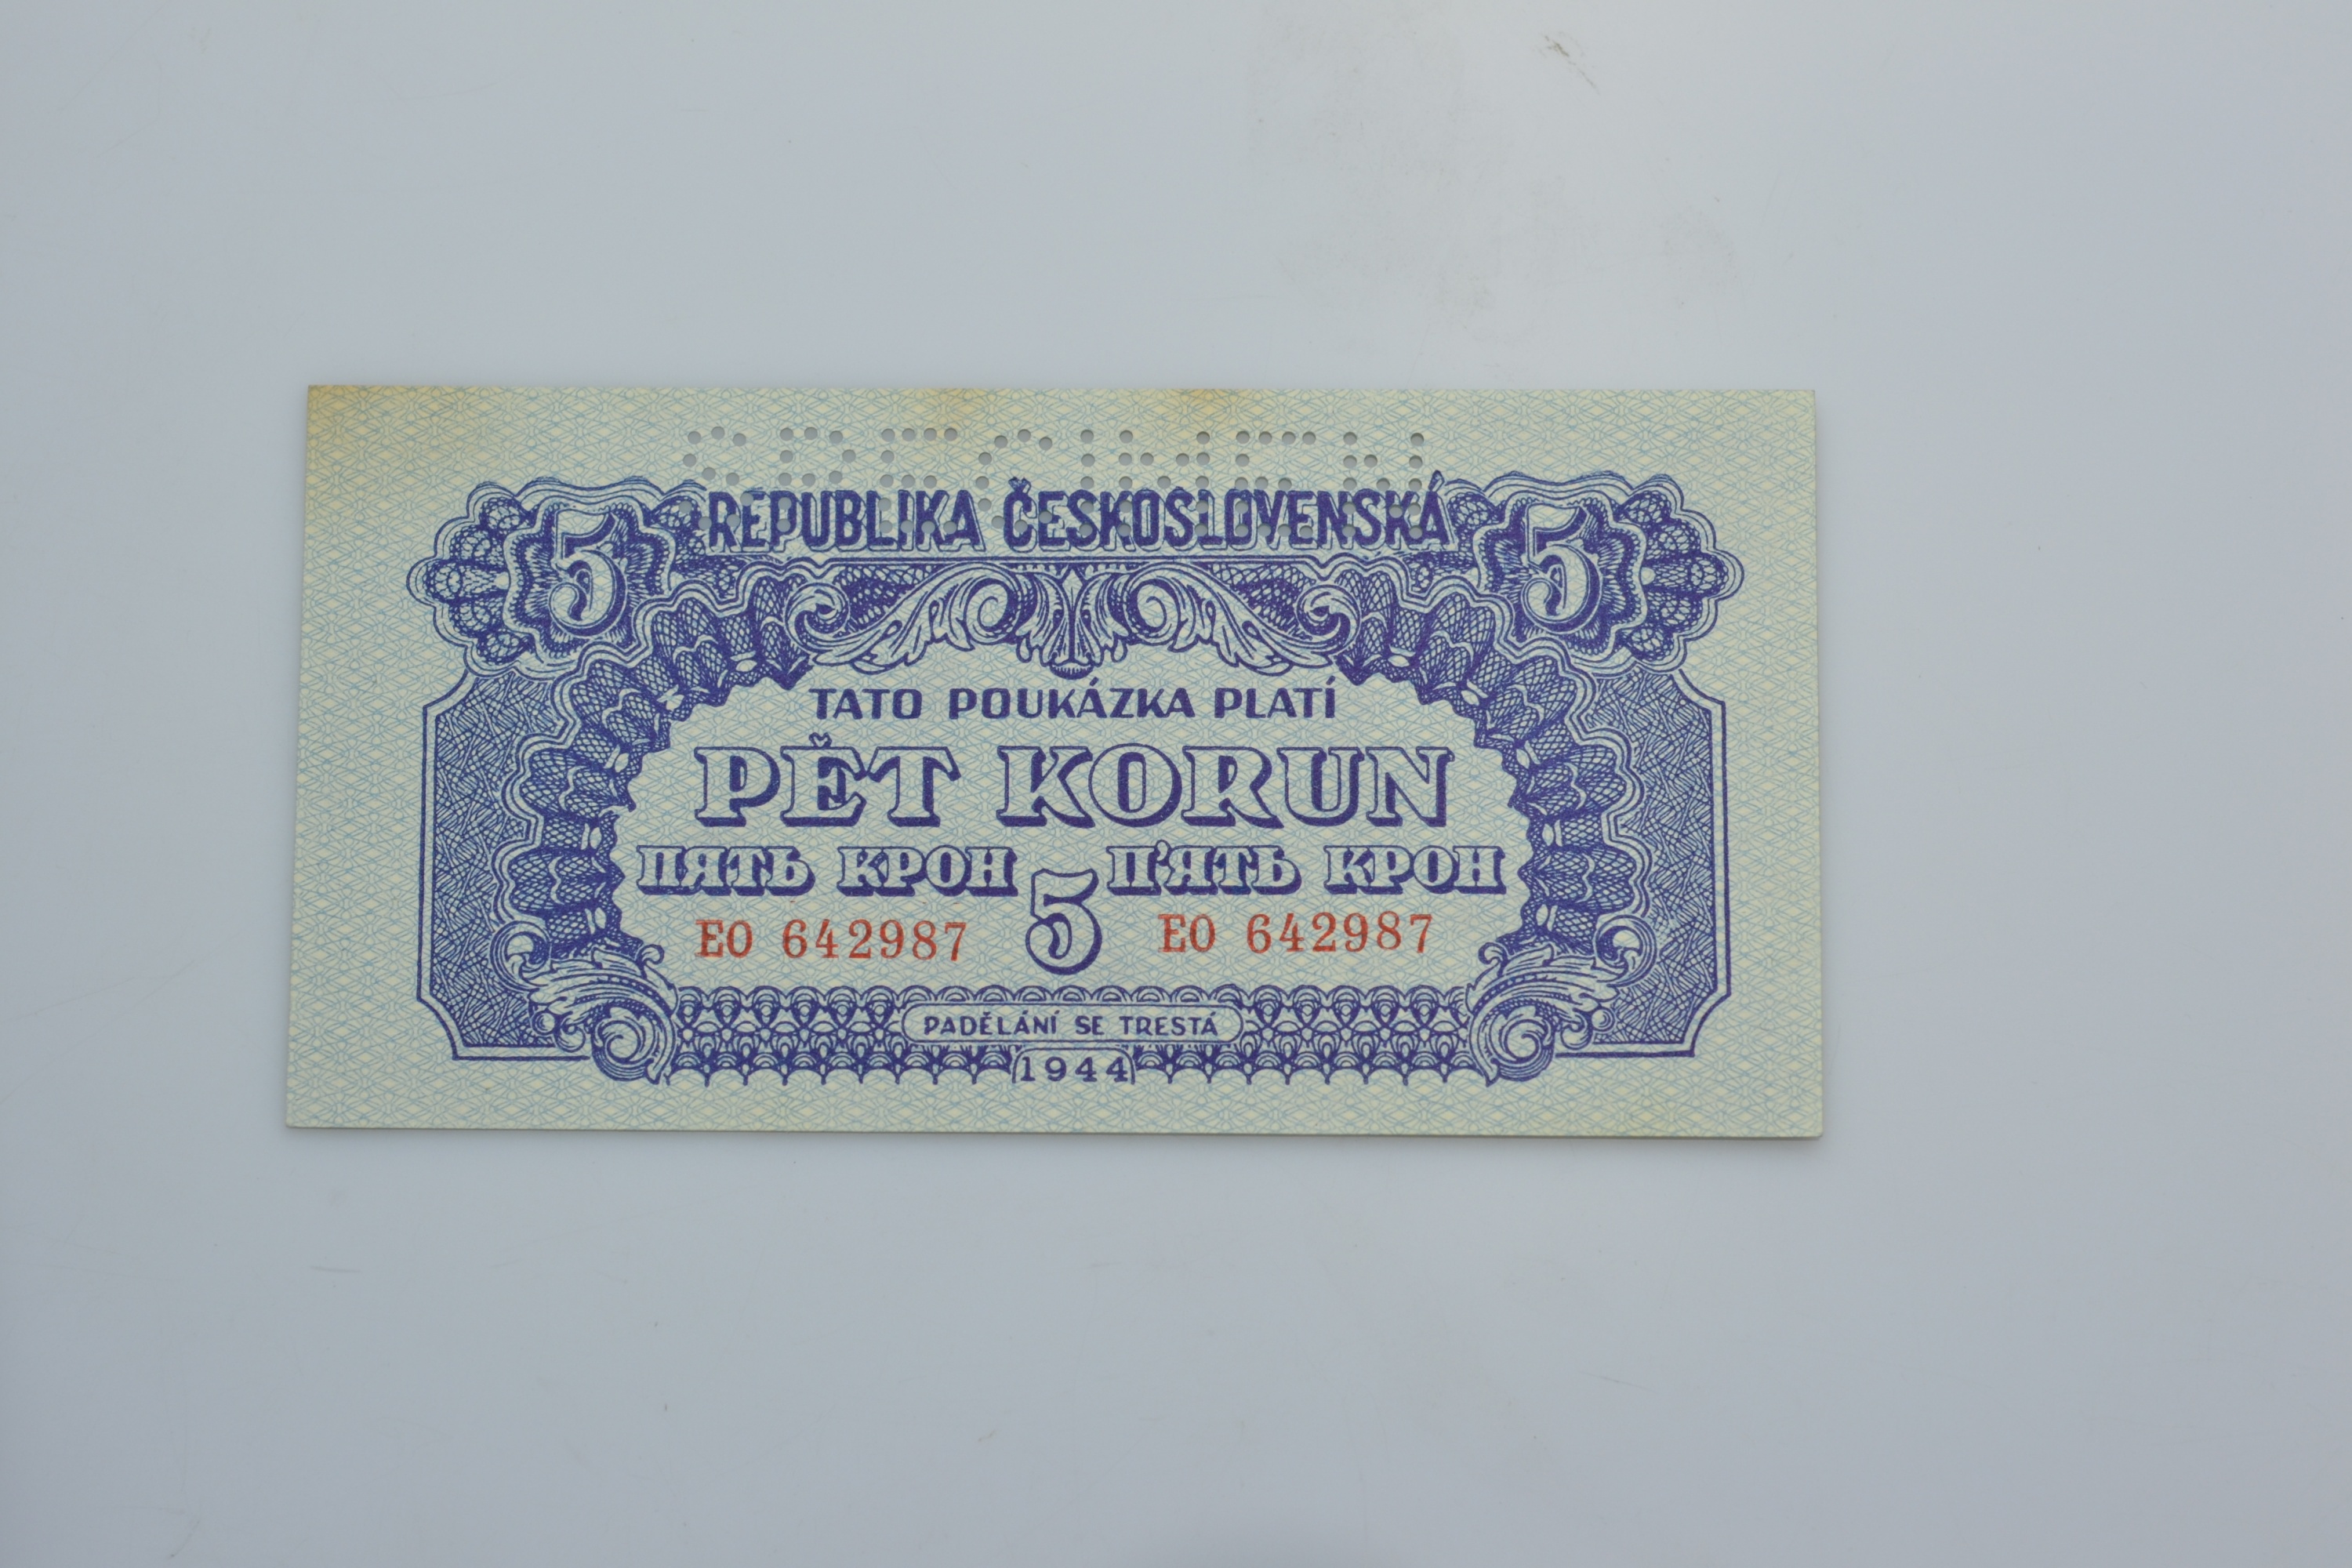 SPECIMEN
5 REPUBLIKA ČESKOSLOVENSKÁ 5
TATO POUKÁZKA PLATÍ
PĚT KORUN
ПЯТЬ КРОН 5 П'ЯТЬ КРОН
EO 642987 EO 642987
PADĚLÁNÍ SE TRESTÁ
1944